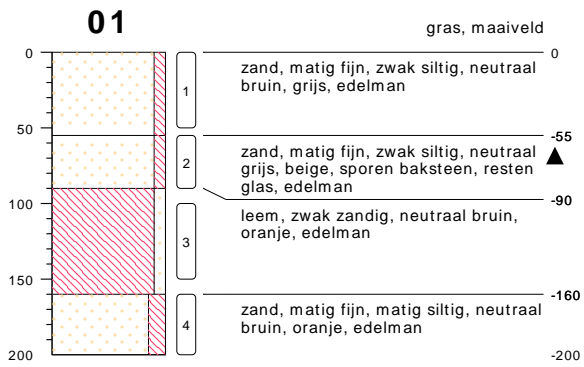 01
gras, maaiveld
0
0
zand, matig fijn, zwak siltig, neutraal
bruin, grijs, edelman
1
50
-55
zand, matig fijn, zwak siltig, neutraal
grijs, beige, sporen baksteen, resten
glas, edelman
2
-90
100
leem, zwak zandig, neutraal bruin,
oranje, edelman
3
150
-160
zand, matig fijn, matig siltig, neutraal
bruin, oranje, edelman
4
200
-200